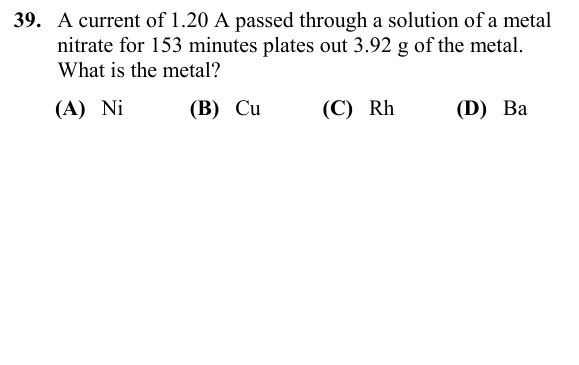 39. A current of 1.20 A passed through a solution of a metal
nitrate for 153 minutes plates out 3.92 g of the metal.
What is the metal?
(A) Ni (B) Cu (C) Rh (D) Ba